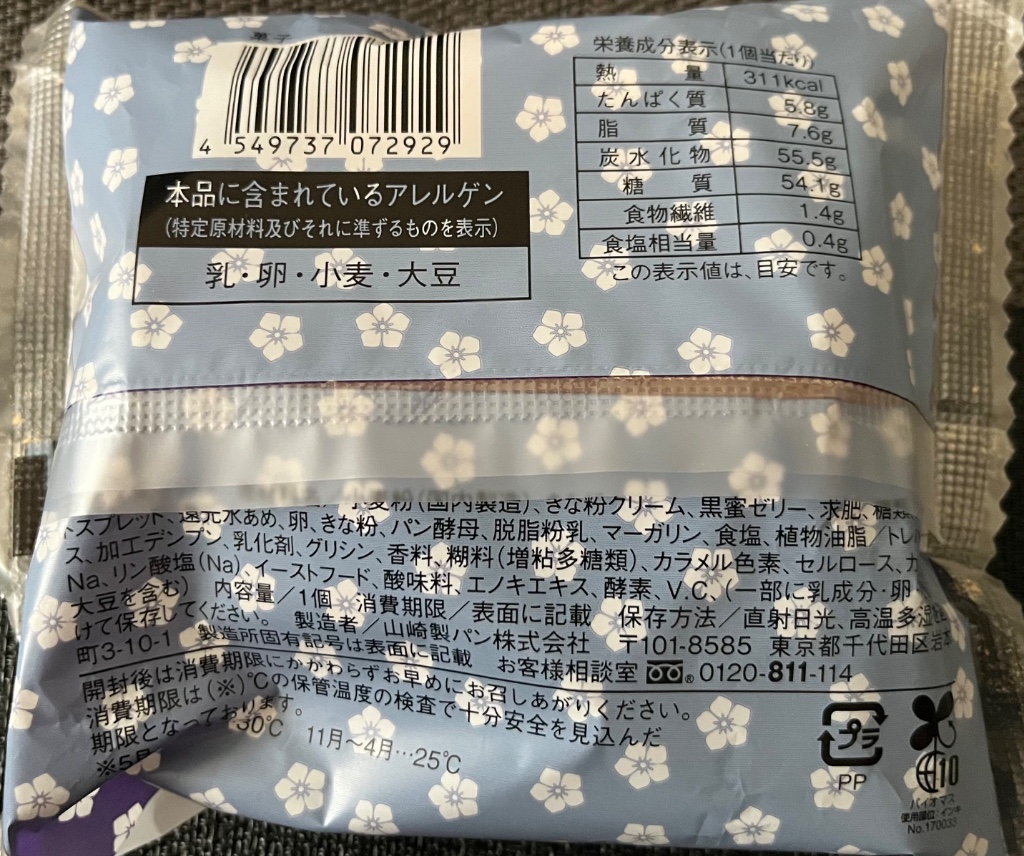 菓子
4 549737 072929
本品に含まれているアレルゲン
(特定原材料及びそれに準ずるものを表示)
乳・卵・小麦・大豆
栄養成分表示(1個当たり)
熱量 311kcal
たんぱく質 5.8g
脂質 7.6g
炭水化物 55.5g
糖質 54.1g
食物繊維 1.4g
食塩相当量 0.4g
この表示値は、目安です。
小麦粉(国内製造)、きな粉クリーム、黒蜜ゼリー、求肥、糖類
トスプレット、還元水あめ、卵、きな粉、パン酵母、脱脂粉乳、マーガリン、食塩、植物油脂/トレハ
ス、加工デンプン、乳化剤、グリシン、香料、糊料(増粘多糖類)、カラメル色素、セルロース、カ
Na、リン酸塩(Na)、イーストフード、酸味料、エノキエキス、酵素、V.C、(一部に乳成分・卵
大豆を含む) 内容量/1個 消費期限/表面に記載 保存方法/直射日光、高温多湿
けて保存してください。 製造者/山崎製パン株式会社 〒101-8585 東京都千代田区岩本
町3-10-1 製造所固有記号は表面に記載 お客様相談室 0120-811-114
開封後は消費期限にかかわらずお早めにお召しあがりください。
消費期限は(※)℃の保管温度の検査で十分安全を見込んだ
期限となっております。
※5月 30℃ 11月〜4月…25℃
プラ
PP
10
バイオマス
使用部位:インキ
No.170033